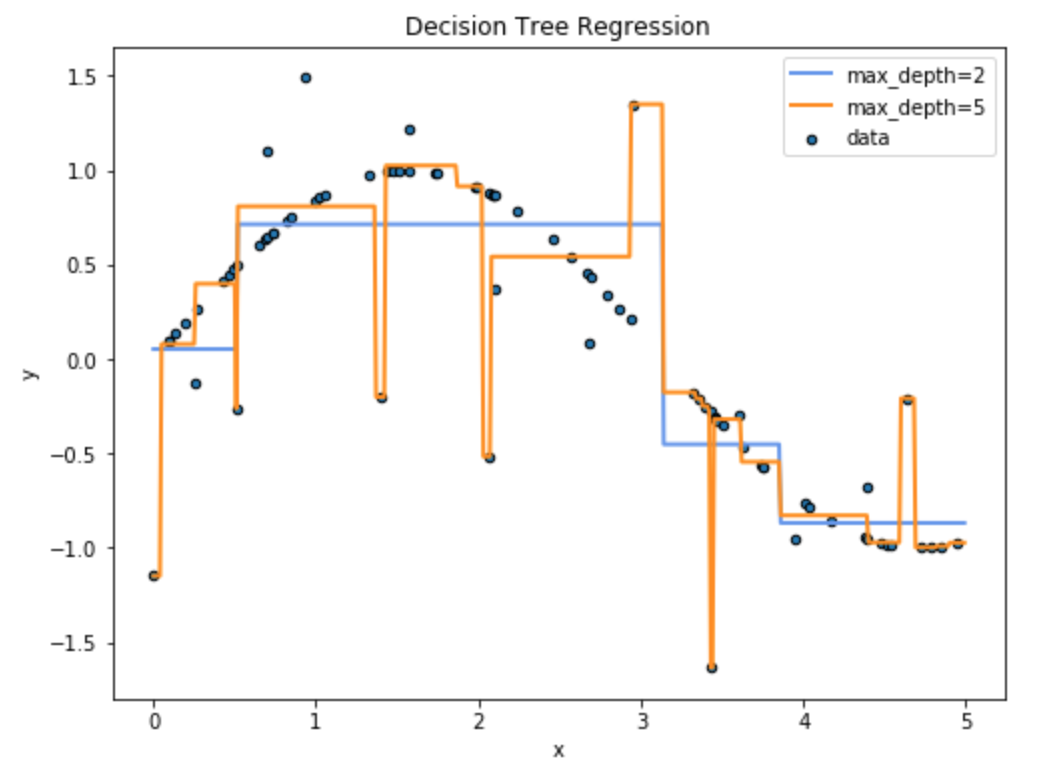 Decision Tree Regression
max_depth=2
max_depth=5
data
1.5
1.0
0.5
0.0
−0.5
−1.0
−1.5
y
0 1 2 3 4 5
x